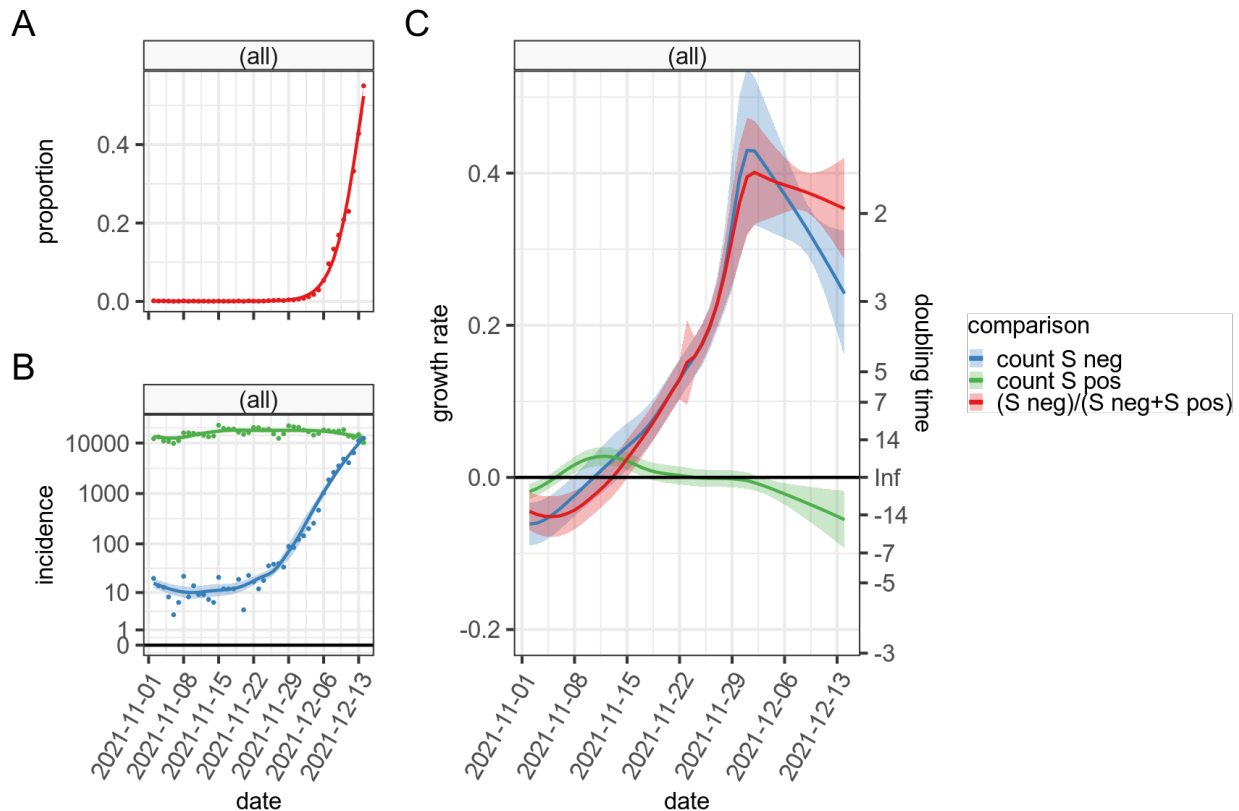 A
(all)
proportion
0.4
0.2
0.0
B
(all)
incidence
10000
1000
100
10
1
0
2021-11-01
2021-11-08
2021-11-15
2021-11-22
2021-11-29
2021-12-06
2021-12-13
date
C
(all)
growth rate
0.4
0.2
0.0
-0.2
2
3
5
7
14
Inf
-14
-7
-5
-3
doubling time
2021-11-01
2021-11-08
2021-11-15
2021-11-22
2021-11-29
2021-12-06
2021-12-13
date
comparison
count S neg
count S pos
(S neg)/(S neg+S pos)